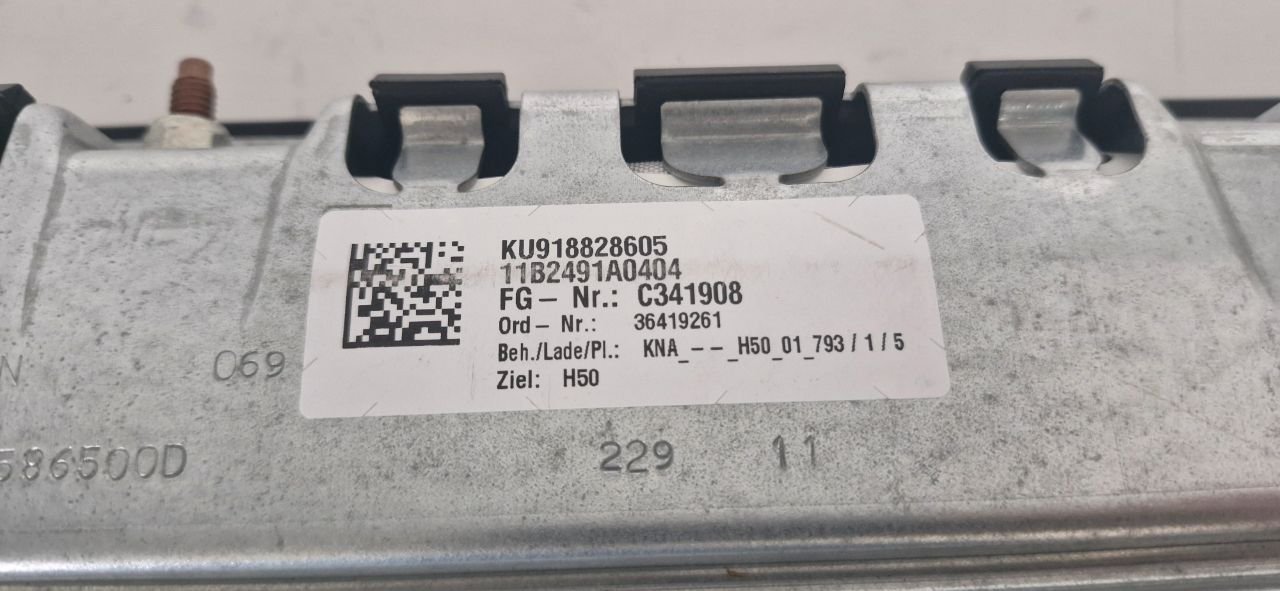 KU918828605
11B2491A0404
FG – Nr.: C341908
Ord – Nr.: 36419261
Beh./Lade/Pl.: KNA_– – _H50_01_793 / 1 / 5
Ziel: H50
N 069
586500D
229 11